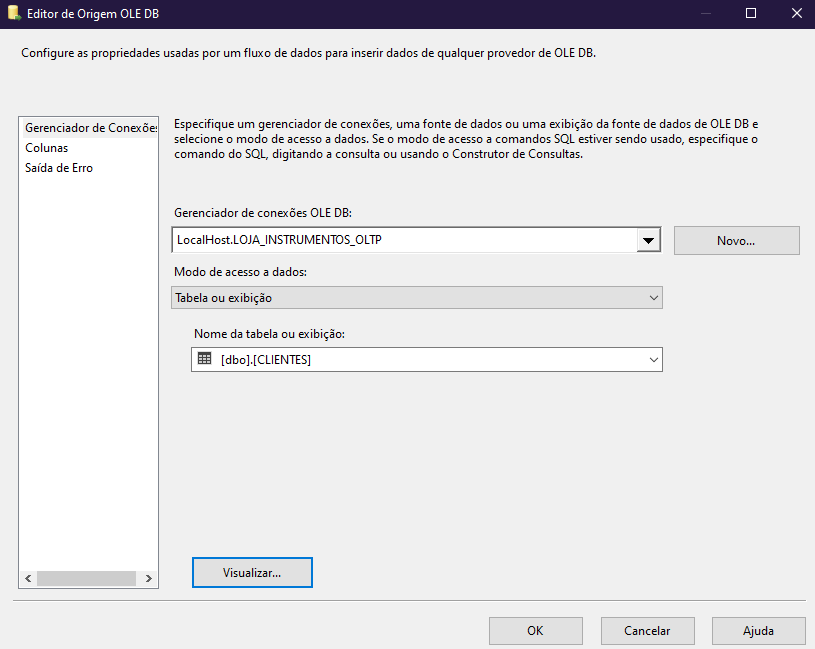 Editor de Origem OLE DB
Configure as propriedades usadas por um fluxo de dados para inserir dados de qualquer provedor de OLE DB.
Gerenciador de Conexões
Colunas
Saída de Erro
Especifique um gerenciador de conexões, uma fonte de dados ou uma exibição da fonte de dados de OLE DB e
selecione o modo de acesso a dados. Se o modo de acesso a comandos SQL estiver sendo usado, especifique o
comando do SQL, digitando a consulta ou usando o Construtor de Consultas.
Gerenciador de conexões OLE DB:
LocalHost.LOJA_INSTRUMENTOS_OLTP
Novo...
Modo de acesso a dados:
Tabela ou exibição
Nome da tabela ou exibição:
[dbo].[CLIENTES]
Visualizar...
OK
Cancelar
Ajuda